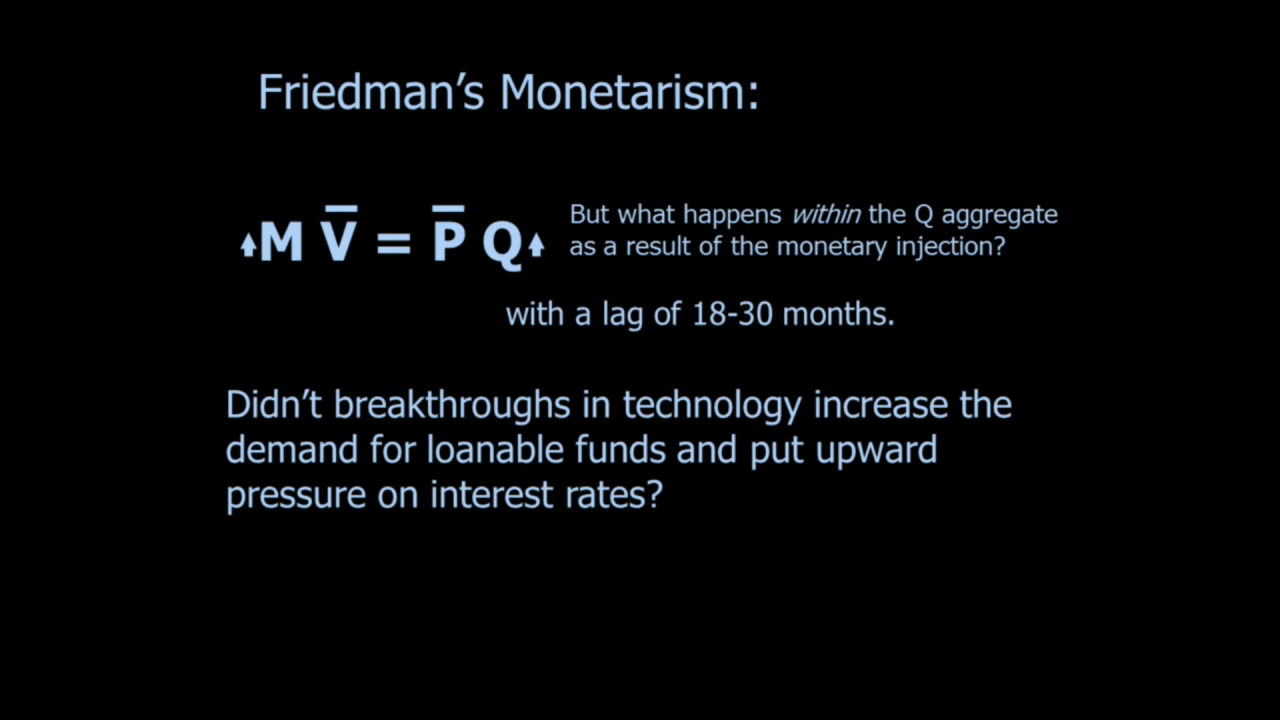 Friedman’s Monetarism:
↑M V̅ = P̅ Q↑ But what happens within the Q aggregate
as a result of the monetary injection?
with a lag of 18-30 months.
Didn’t breakthroughs in technology increase the
demand for loanable funds and put upward
pressure on interest rates?